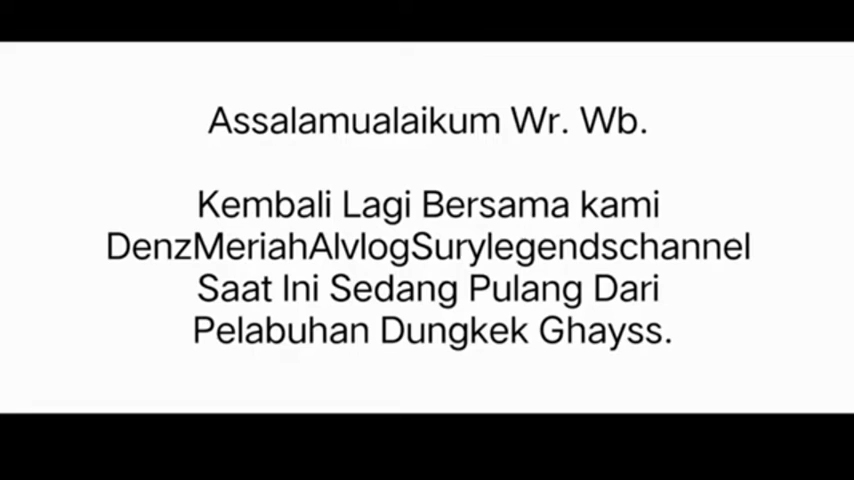 Assalamualaikum Wr. Wb.
Kembali Lagi Bersama kami
DenzMeriahAlvlogSurylegendschannel
Saat Ini Sedang Pulang Dari
Pelabuhan Dungkek Ghayss.